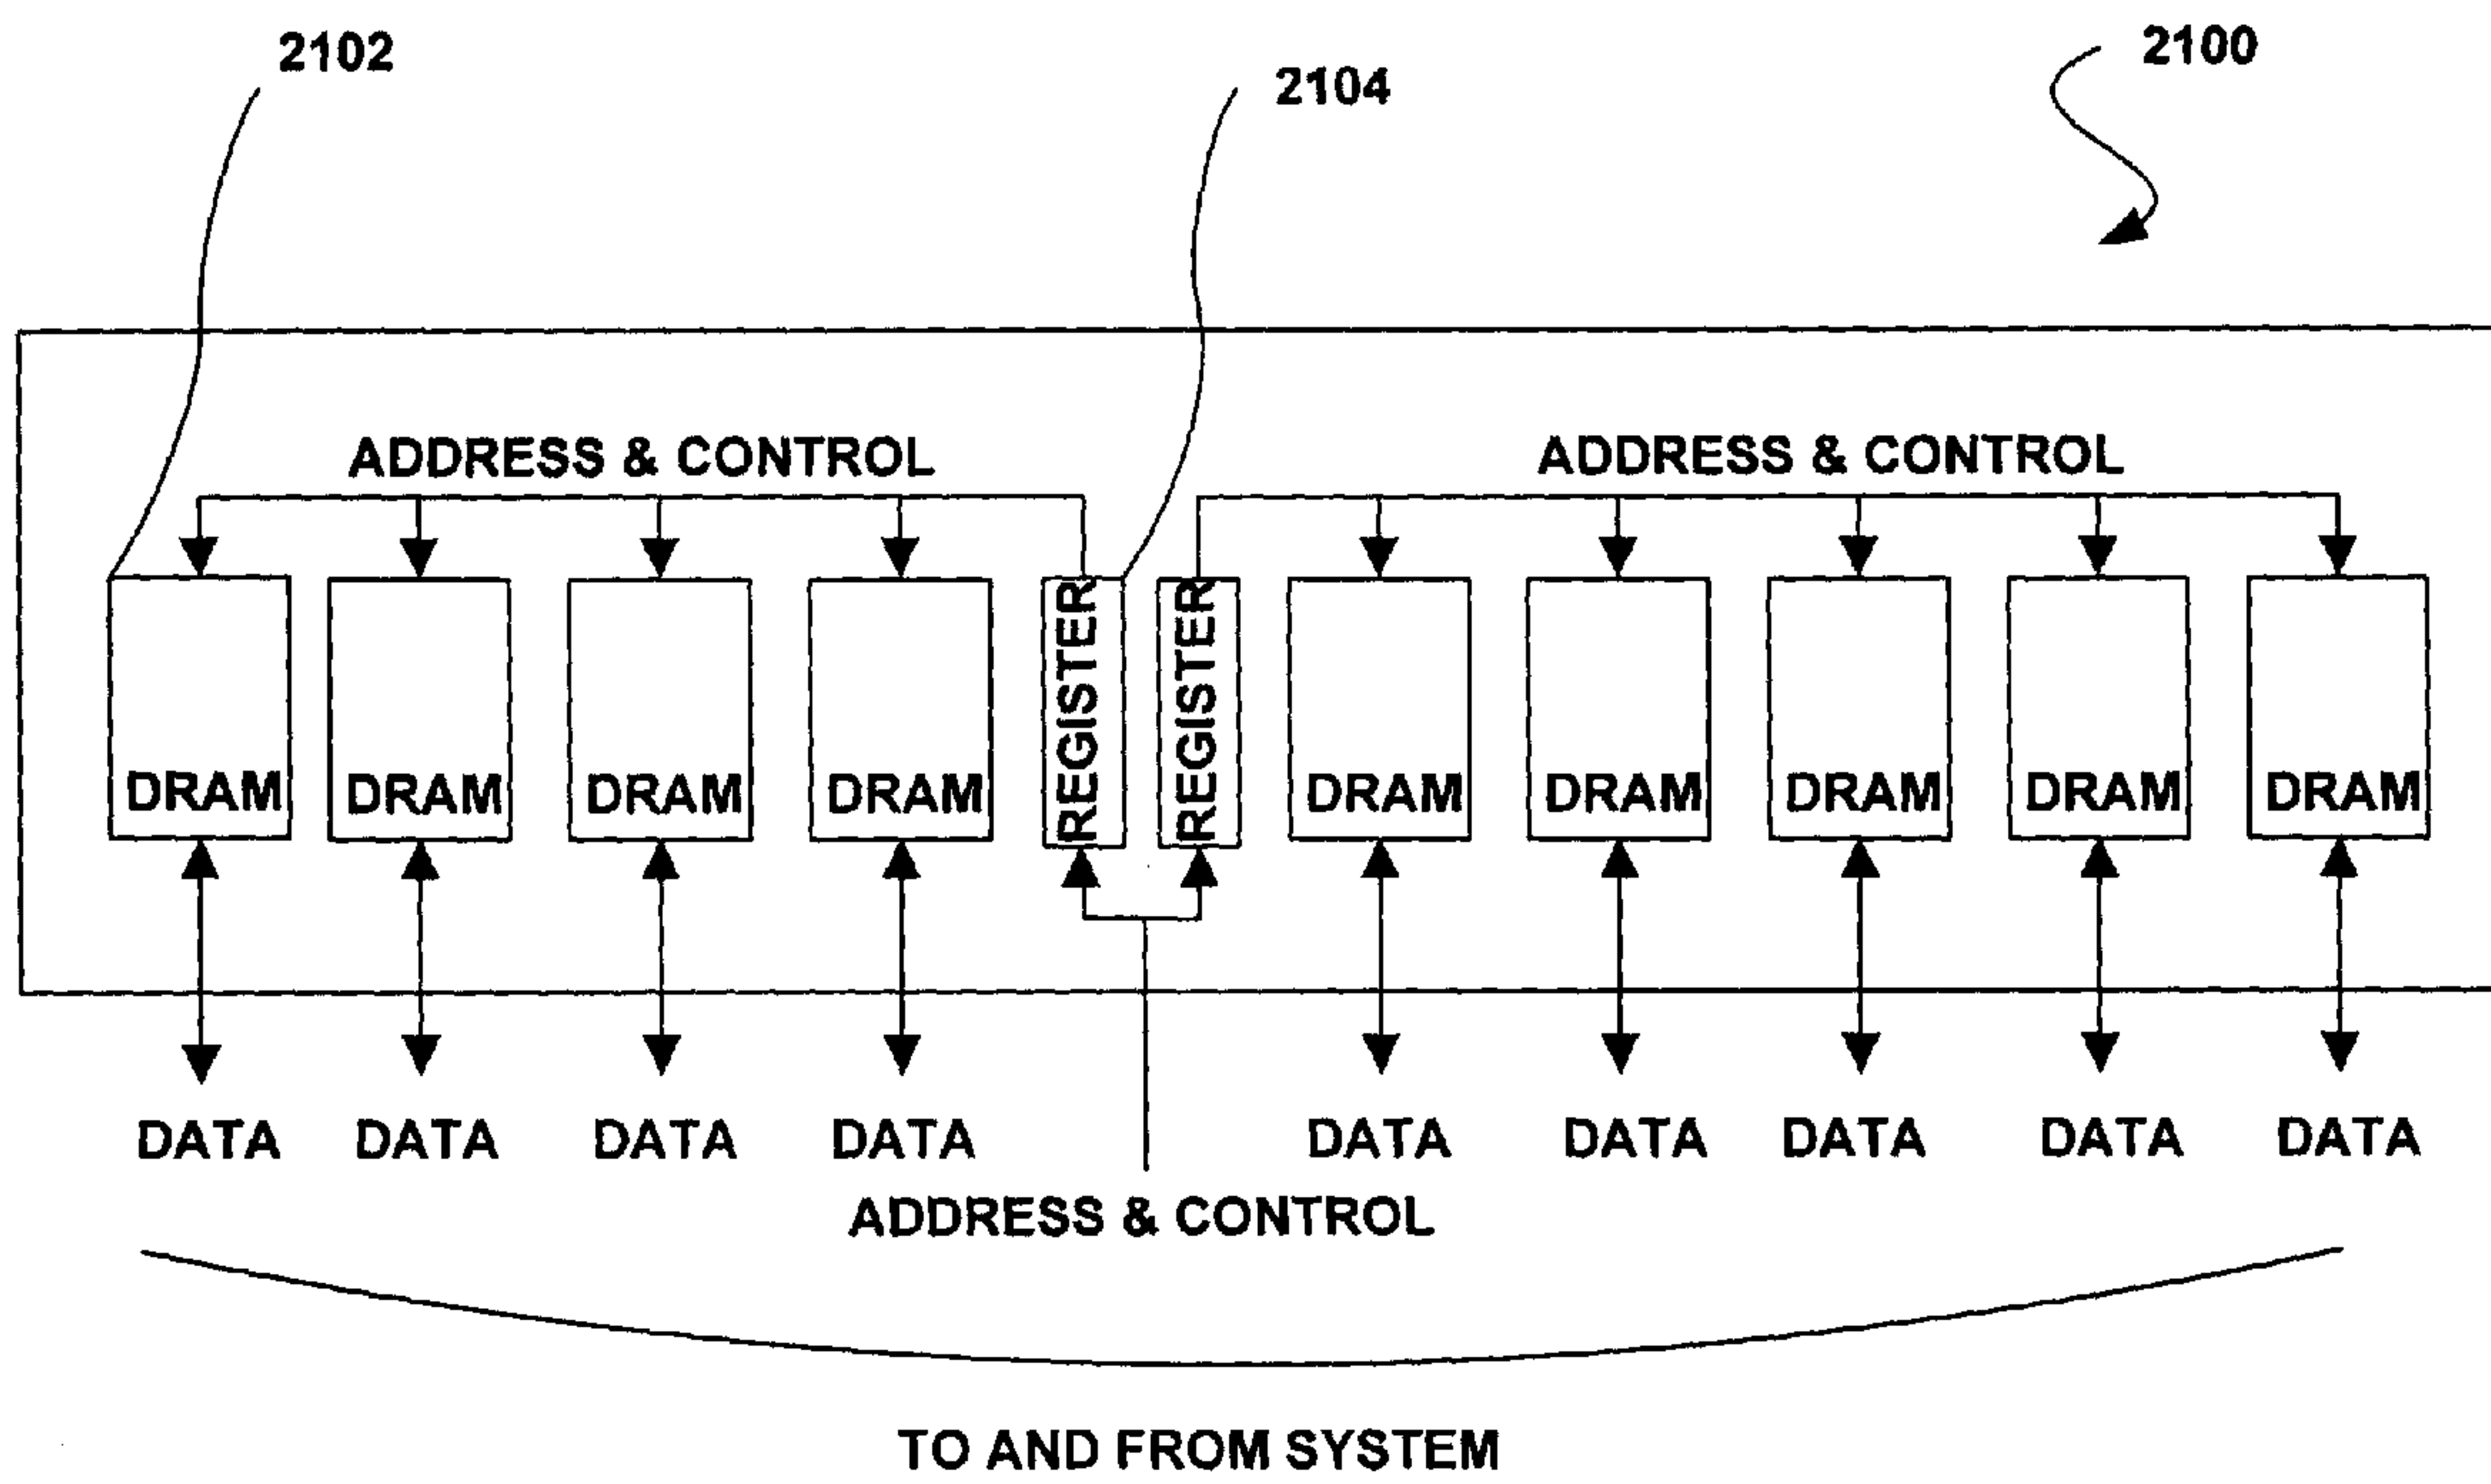 2102
2104
2100
ADDRESS & CONTROL
ADDRESS & CONTROL
DRAM
DRAM
DRAM
DRAM
REGISTER
REGISTER
DRAM
DRAM
DRAM
DRAM
DRAM
DATA
DATA
DATA
DATA
DATA
DATA
DATA
DATA
DATA
ADDRESS & CONTROL
TO AND FROM SYSTEM